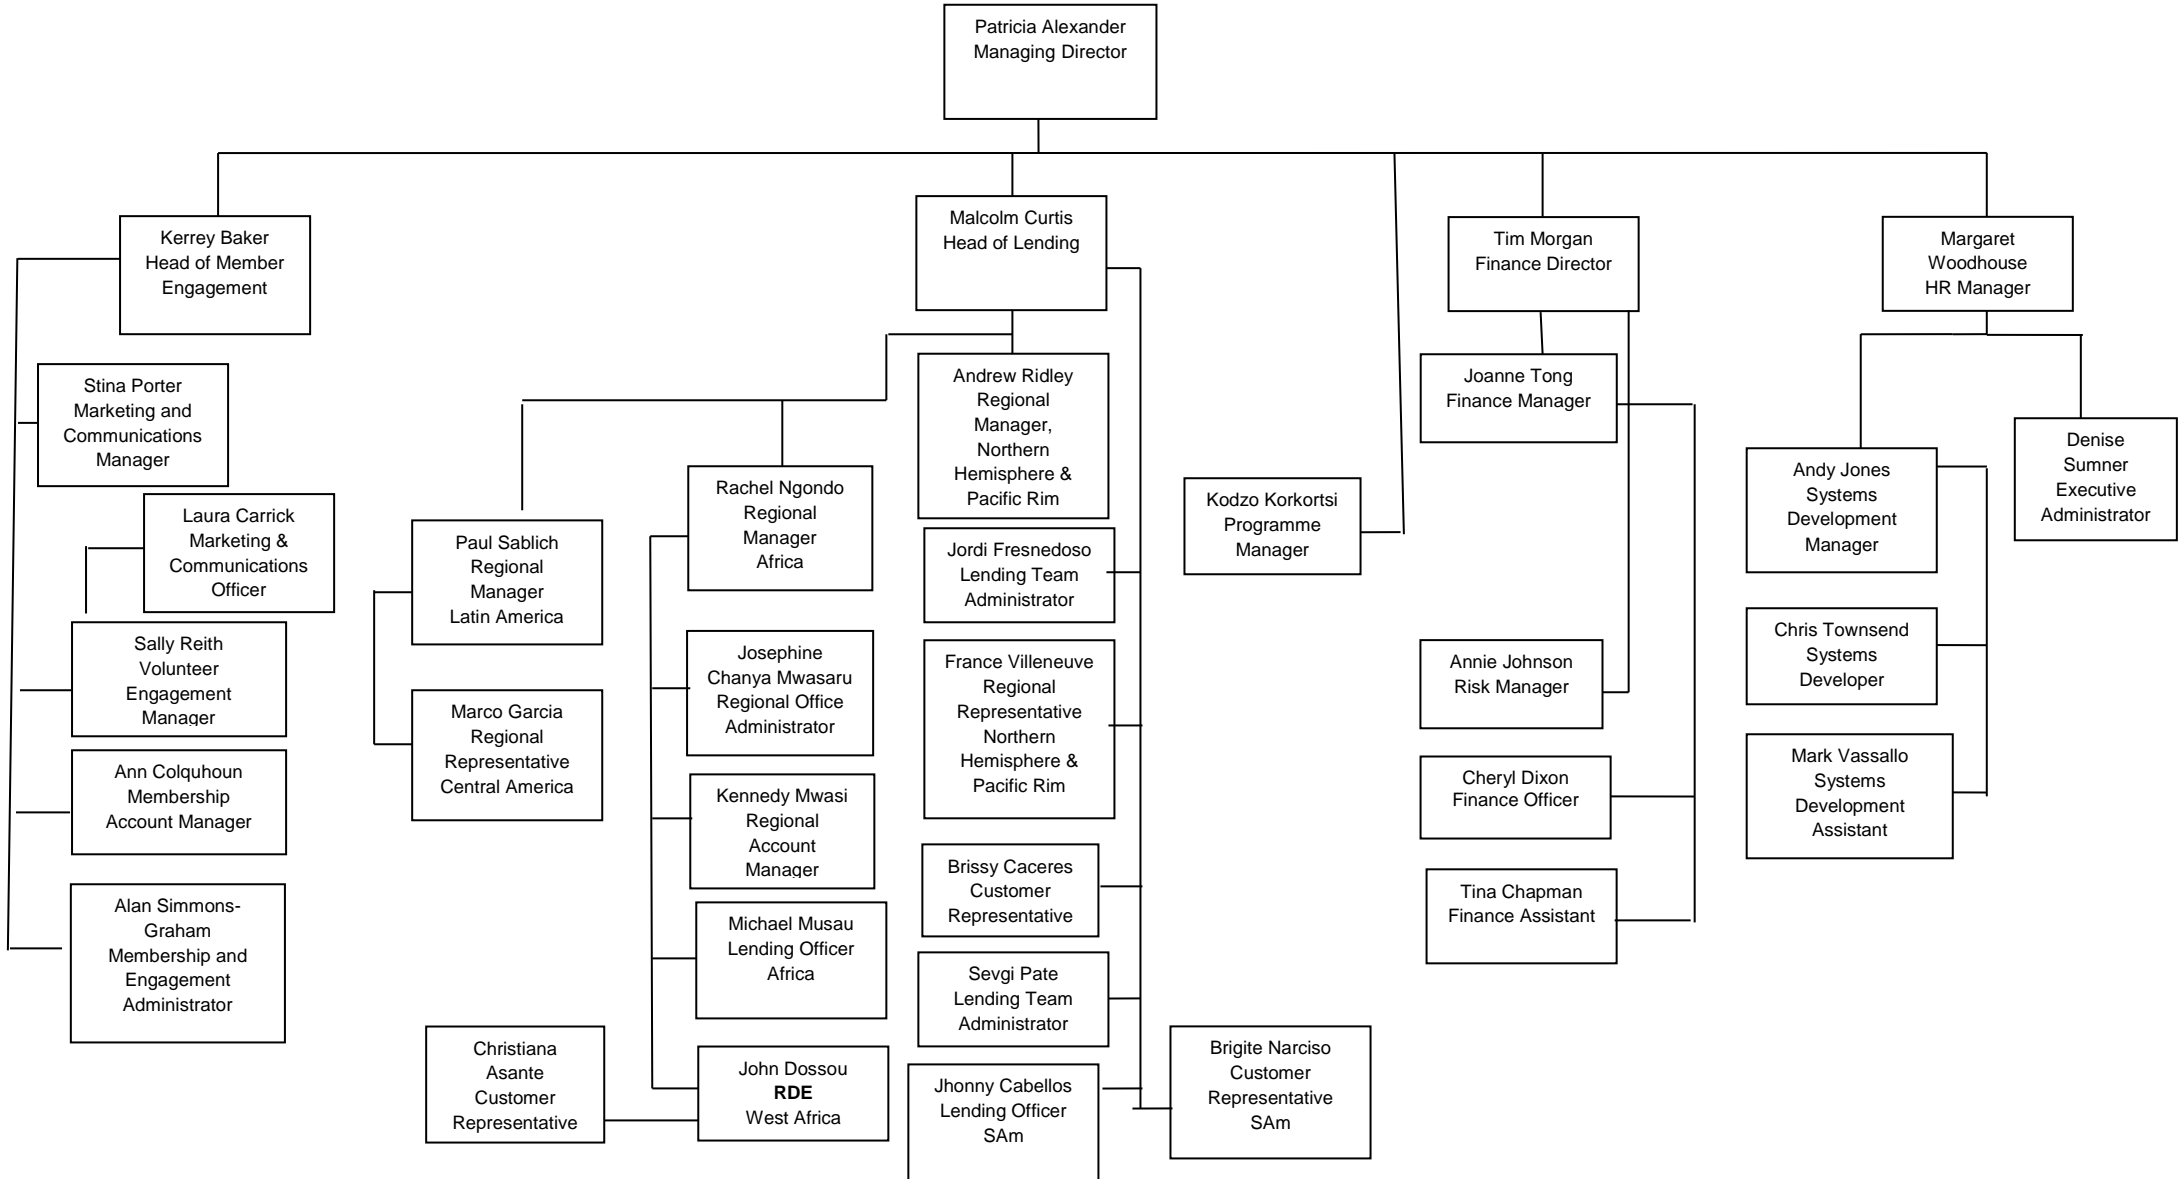 Patricia Alexander
Managing Director
Kerrey Baker
Head of Member
Engagement
Malcolm Curtis
Head of Lending
Tim Morgan
Finance Director
Margaret
Woodhouse
HR Manager
Stina Porter
Marketing and
Communications
Manager
Laura Carrick
Marketing &
Communications
Officer
Sally Reith
Volunteer
Engagement
Manager
Ann Colquhoun
Membership
Account Manager
Alan Simmons-
Graham
Membership and
Engagement
Administrator
Paul Sablich
Regional
Manager
Latin America
Marco Garcia
Regional
Representative
Central America
Rachel Ngondo
Regional
Manager
Africa
Josephine
Chanya Mwasaru
Regional Office
Administrator
Kennedy Mwasi
Regional
Account
Manager
Michael Musau
Lending Officer
Africa
John Dossou
RDE
West Africa
Christiana
Asante
Customer
Representative
Andrew Ridley
Regional
Manager,
Northern
Hemisphere &
Pacific Rim
Jordi Fresnedoso
Lending Team
Administrator
France Villeneuve
Regional
Representative
Northern
Hemisphere &
Pacific Rim
Brissy Caceres
Customer
Representative
Sevgi Pate
Lending Team
Administrator
Jhonny Cabellos
Lending Officer
SAm
Brigite Narciso
Customer
Representative
SAm
Kodzo Korkortsi
Programme
Manager
Joanne Tong
Finance Manager
Annie Johnson
Risk Manager
Cheryl Dixon
Finance Officer
Tina Chapman
Finance Assistant
Andy Jones
Systems
Development
Manager
Chris Townsend
Systems
Developer
Mark Vassallo
Systems
Development
Assistant
Denise
Sumner
Executive
Administrator